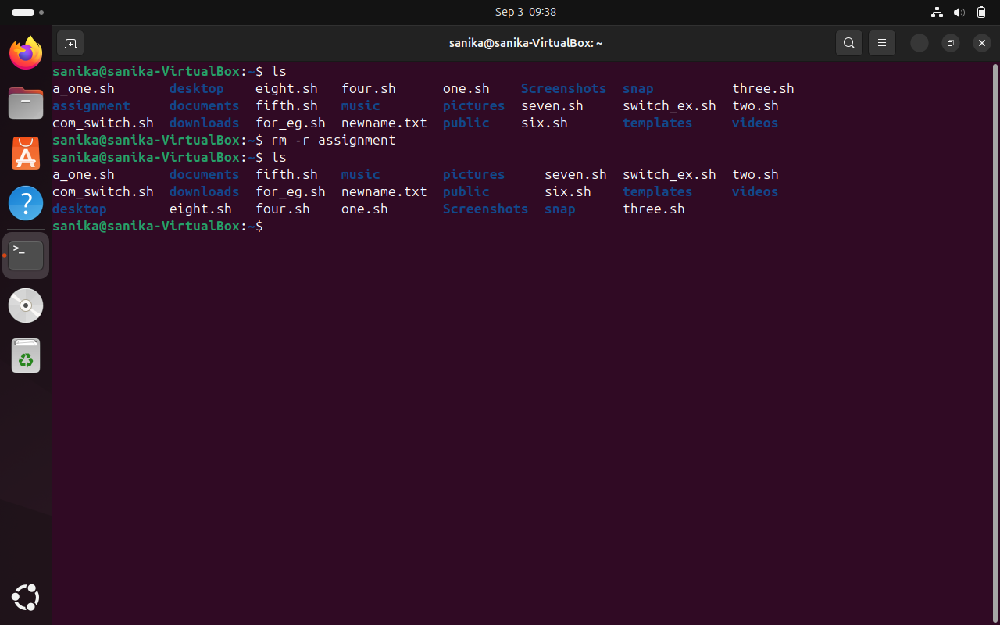 Sep 3 09:38
sanika@sanika-VirtualBox: ~
sanika@sanika-VirtualBox:~$ ls
a_one.sh desktop eight.sh four.sh one.sh Screenshots snap three.sh
assignment documents fifth.sh music pictures seven.sh switch_ex.sh two.sh
com_switch.sh downloads for_eg.sh newname.txt public six.sh templates videos
sanika@sanika-VirtualBox:~$ rm -r assignment
sanika@sanika-VirtualBox:~$ ls
a_one.sh documents fifth.sh music pictures seven.sh switch_ex.sh two.sh
com_switch.sh downloads for_eg.sh newname.txt public six.sh templates videos
desktop eight.sh four.sh one.sh Screenshots snap three.sh
sanika@sanika-VirtualBox:~$